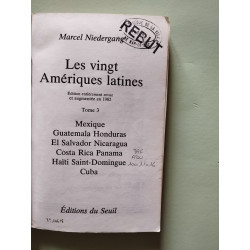 Marcel Niedergang
REBUT
Les vingt
Amériques latines
Édition entièrement revue
et augmentée en 1962
Tome 3
Mexique
Guatemala Honduras
El Salvador Nicaragua
Costa Rica Panama
Haïti Saint-Domingue
Cuba
Éditions du Seuil